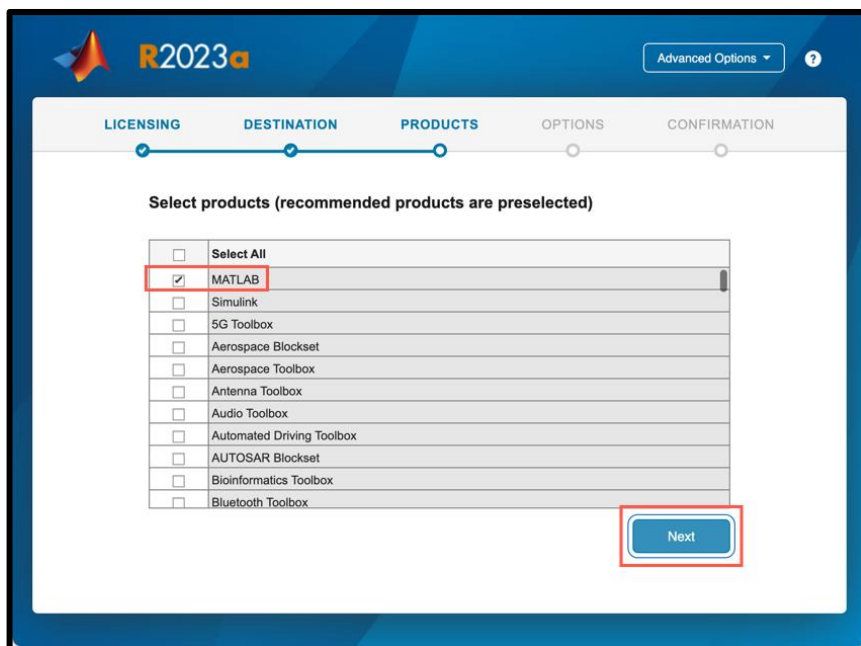 R2023a
Advanced Options
?
LICENSING DESTINATION PRODUCTS OPTIONS CONFIRMATION
Select products (recommended products are preselected)
Select All
MATLAB
Simulink
5G Toolbox
Aerospace Blockset
Aerospace Toolbox
Antenna Toolbox
Audio Toolbox
Automated Driving Toolbox
AUTOSAR Blockset
Bioinformatics Toolbox
Bluetooth Toolbox
Next